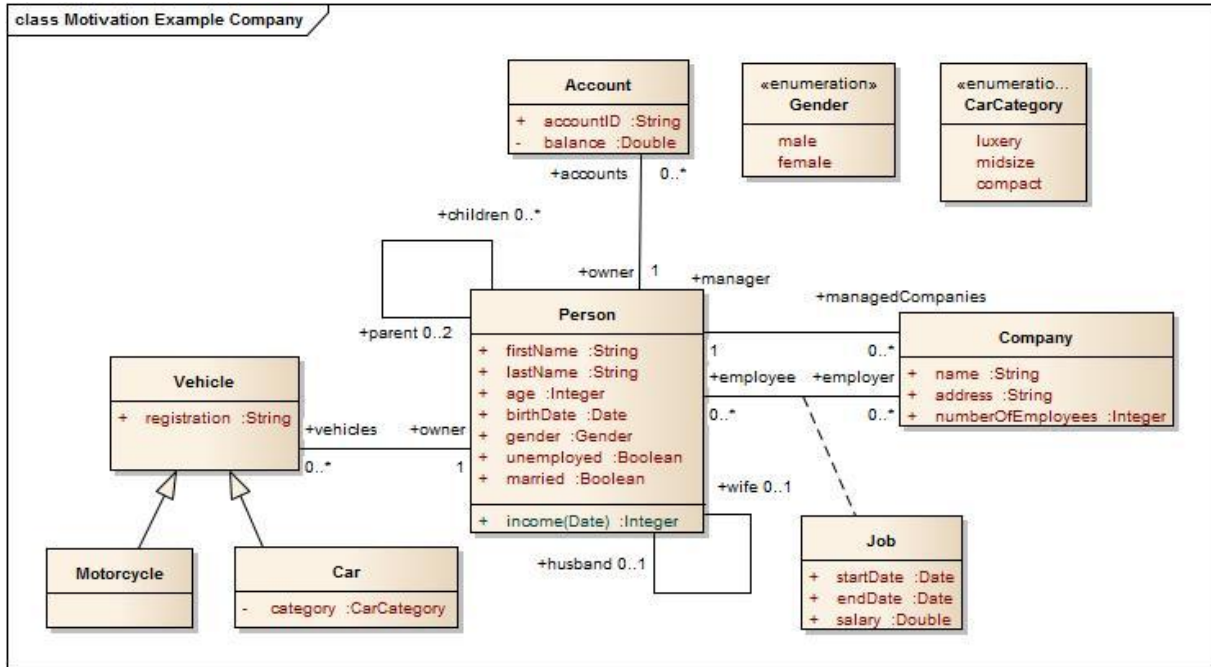 class Motivation Example Company
Account
+ accountID :String
- balance :Double
«enumeration»
Gender
male
female
«enumeratio...
CarCategory
luxery
midsize
compact
+accounts 0..*
+children 0..*
+owner 1
+manager
+managedCompanies
+parent 0..2
Person
+ firstName :String
+ lastName :String
+ age :Integer
+ birthDate :Date
+ gender :Gender
+ unemployed :Boolean
+ married :Boolean
+ income(Date) :Integer
1 0..*
+employee +employer
0..* 0..*
Company
+ name :String
+ address :String
+ numberOfEmployees :Integer
Vehicle
+ registration :String
+vehicles +owner
0..* 1
+wife 0..1
+husband 0..1
Motorcycle
Car
- category :CarCategory
Job
+ startDate :Date
+ endDate :Date
+ salary :Double